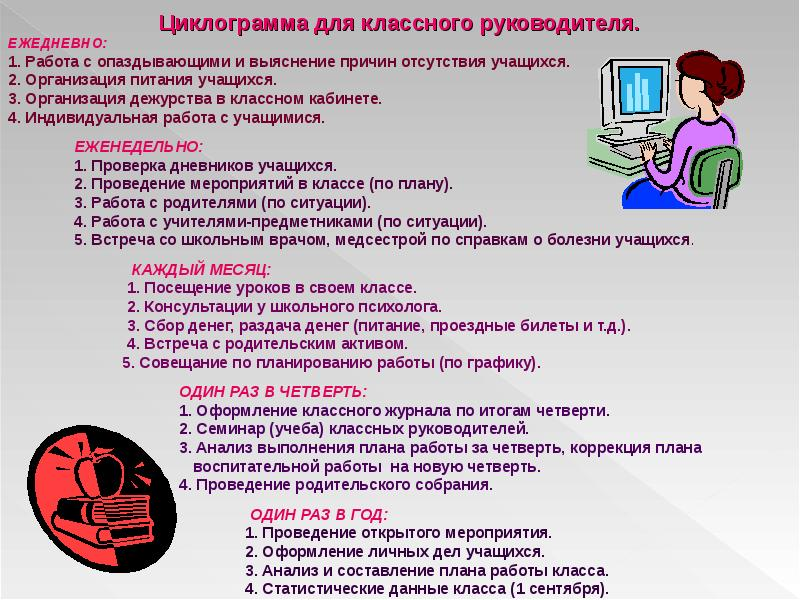 Циклограмма для классного руководителя.
ЕЖЕДНЕВНО:
1. Работа с опаздывающими и выяснение причин отсутствия учащихся.
2. Организация питания учащихся.
3. Организация дежурства в классном кабинете.
4. Индивидуальная работа с учащимися.
ЕЖЕНЕДЕЛЬНО:
1. Проверка дневников учащихся.
2. Проведение мероприятий в классе (по плану).
3. Работа с родителями (по ситуации).
4. Работа с учителями-предметниками (по ситуации).
5. Встреча со школьным врачом, медсестрой по справкам о болезни учащихся.
КАЖДЫЙ МЕСЯЦ:
1. Посещение уроков в своем классе.
2. Консультации у школьного психолога.
3. Сбор денег, раздача денег (питание, проездные билеты и т.д.).
4. Встреча с родительским активом.
5. Совещание по планированию работы (по графику).
ОДИН РАЗ В ЧЕТВЕРТЬ:
1. Оформление классного журнала по итогам четверти.
2. Семинар (учеба) классных руководителей.
3. Анализ выполнения плана работы за четверть, коррекция плана
воспитательной работы на новую четверть.
4. Проведение родительского собрания.
ОДИН РАЗ В ГОД:
1. Проведение открытого мероприятия.
2. Оформление личных дел учащихся.
3. Анализ и составление плана работы класса.
4. Статистические данные класса (1 сентября).